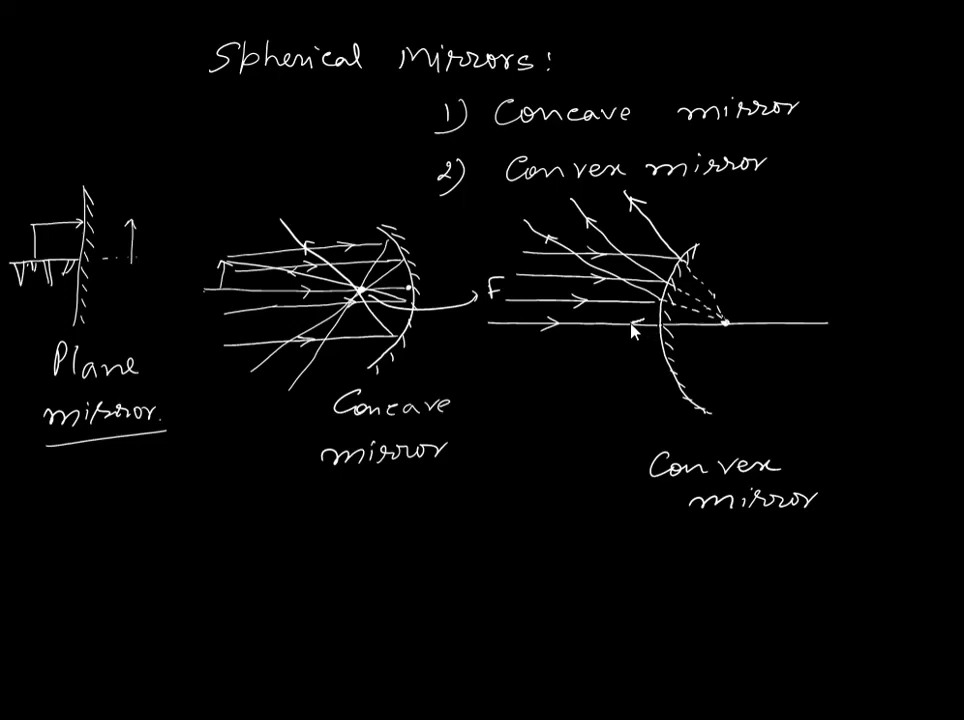 Spherical Mirrors:
1) Concave mirror
2) Convex mirror
F
Plane
mirror.
Concave
mirror
Convex
mirror